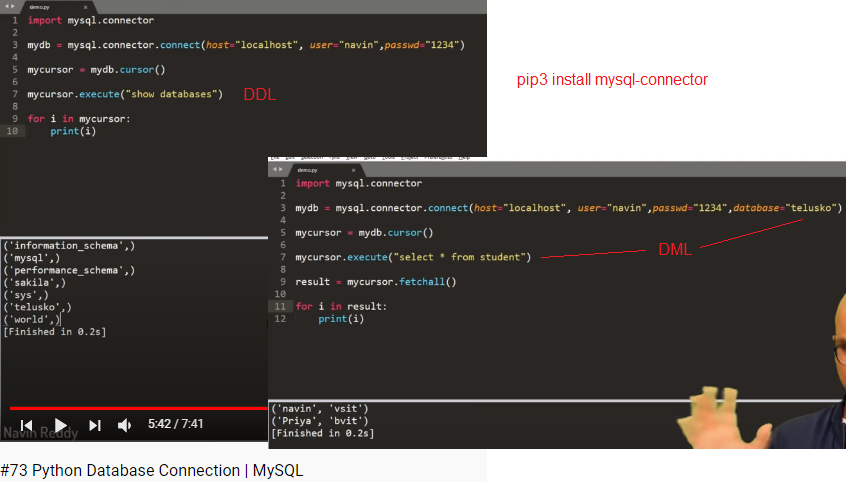 demo.py
1 import mysql.connector
2
3 mydb = mysql.connector.connect(host="localhost", user="navin",passwd="1234")
4
5 mycursor = mydb.cursor()
6
7 mycursor.execute("show databases") DDL
8
9 for i in mycursor:
10 print(i)
pip3 install mysql-connector
('information_schema',)
('mysql',)
('performance_schema',)
('sakila',)
('sys',)
('telusko',)
('world',)
[Finished in 0.2s]
5:42 / 7:41
Navin Reddy
demo.py
1 import mysql.connector
2
3 mydb = mysql.connector.connect(host="localhost", user="navin",passwd="1234",database="telusko")
4
5 mycursor = mydb.cursor()
6
7 mycursor.execute("select * from student") DML
8
9 result = mycursor.fetchall()
10
11 for i in result:
12 print(i)
('navin', 'vsit')
('Priya', 'bvit')
[Finished in 0.2s]
#73 Python Database Connection | MySQL